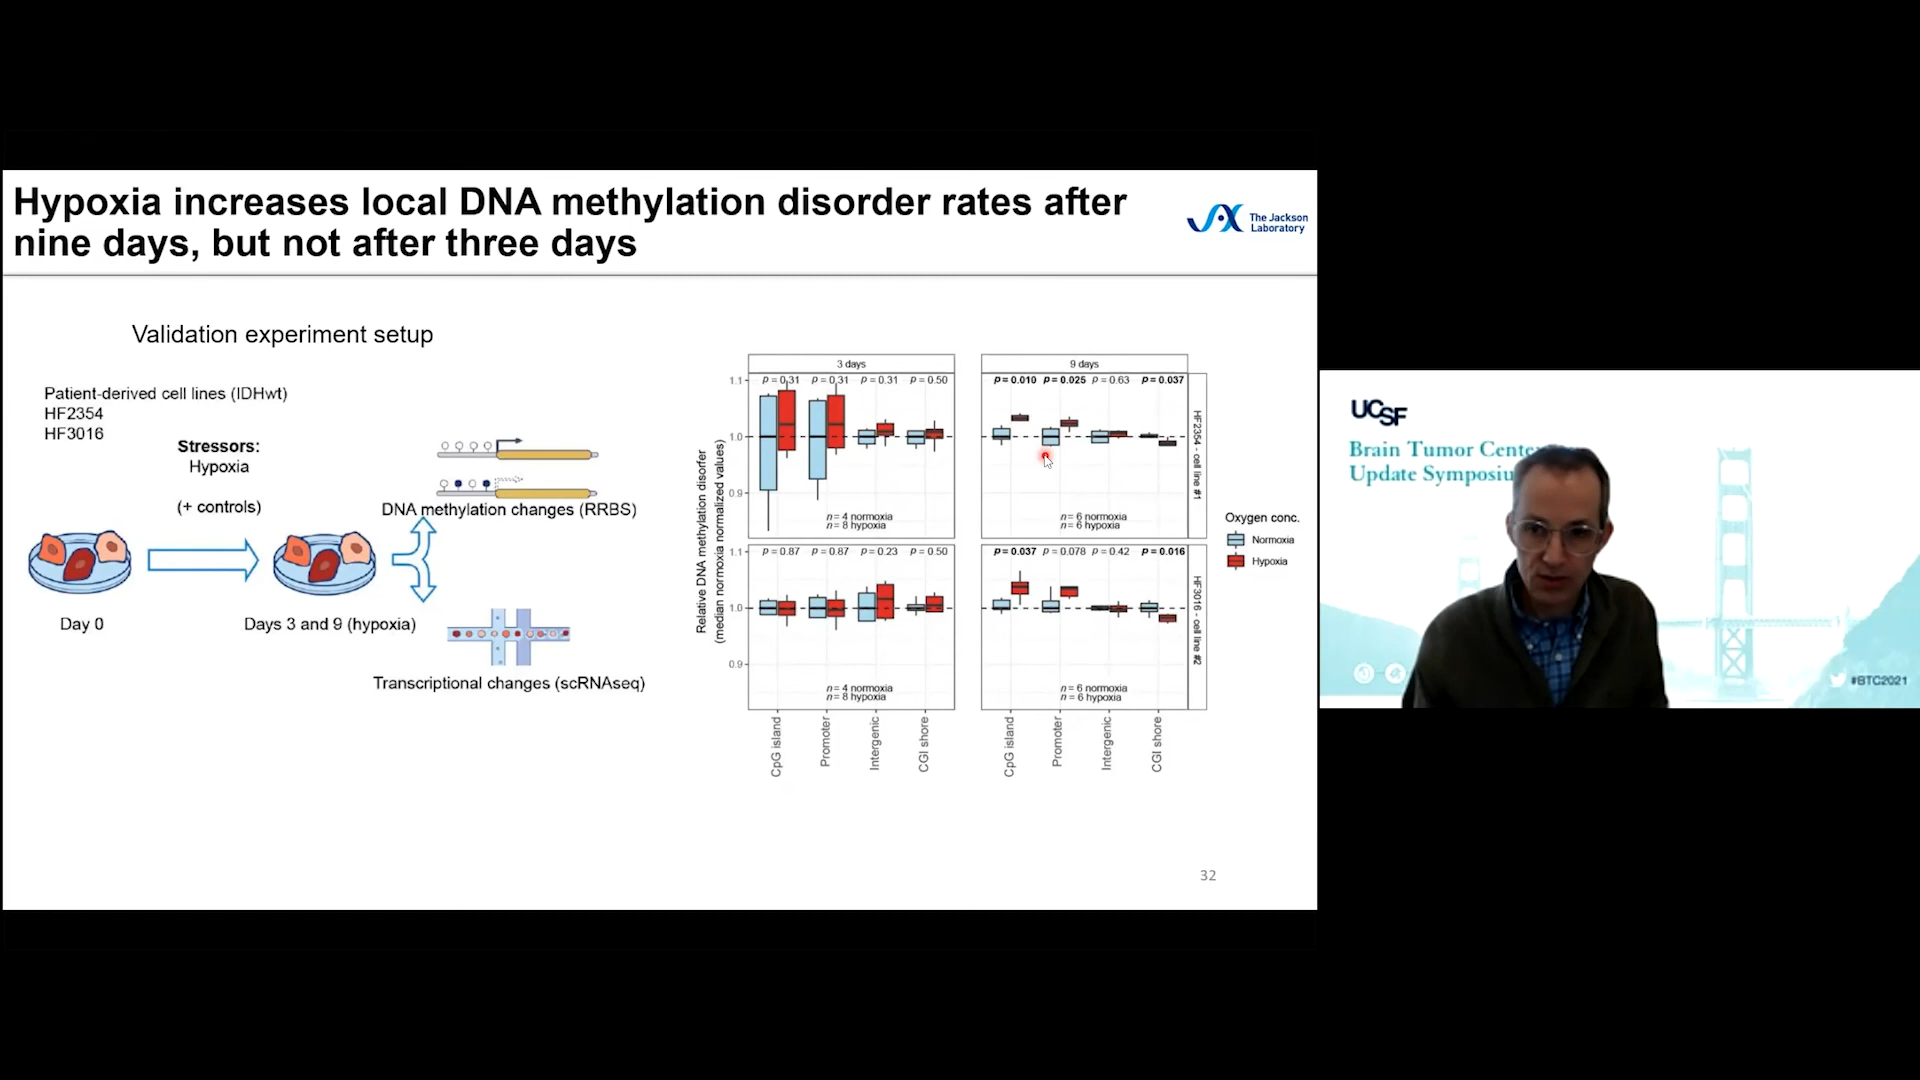 Hypoxia increases local DNA methylation disorder rates after
nine days, but not after three days
The Jackson
Laboratory
Validation experiment setup
Patient-derived cell lines (IDHwt)
HF2354
HF3016
Stressors:
Hypoxia
(+ controls)
DNA methylation changes (RRBS)
Day 0
Days 3 and 9 (hypoxia)
Transcriptional changes (scRNAseq)
Relative DNA methylation disorfer
(median normoxia normalized values)
3 days
9 days
1.1
1.0
0.9
p = 0.31 p = 0.31 p = 0.31 p = 0.50
n = 4 normoxia
n = 8 hypoxia
p = 0.010 p = 0.025 p = 0.63 p = 0.037
n = 6 normoxia
n = 6 hypoxia
HF2354 - cell line #1
1.1
1.0
0.9
p = 0.87 p = 0.87 p = 0.23 p = 0.50
n = 4 normoxia
n = 8 hypoxia
p = 0.037 p = 0.078 p = 0.42 p = 0.016
n = 6 normoxia
n = 6 hypoxia
HF3016 - cell line #2
CpG island
Promoter
Intergenic
CGI shore
CpG island
Promoter
Intergenic
CGI shore
Oxygen conc.
Normoxia
Hypoxia
32
UCSF
Brain Tumor Cente
Update Symposiu
#BTC2021